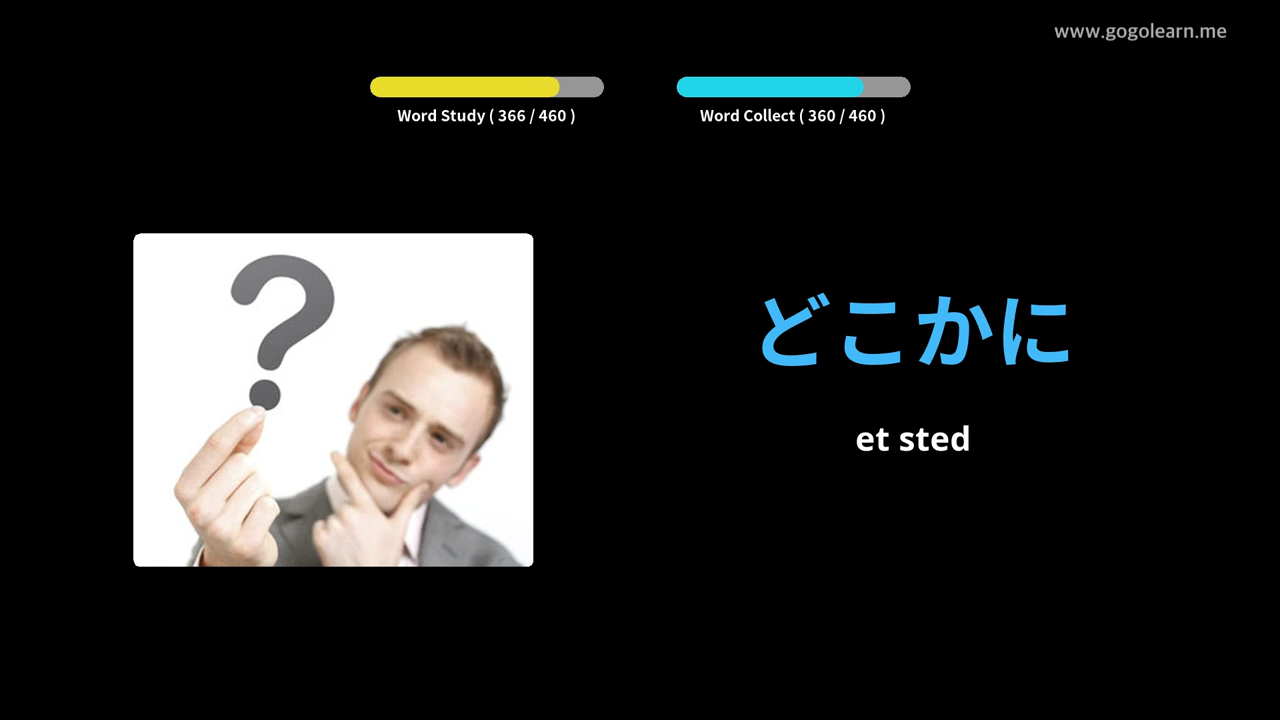 www.gogolearn.me
Word Study ( 366 / 460 )
Word Collect ( 360 / 460 )
?
どこかに
et sted